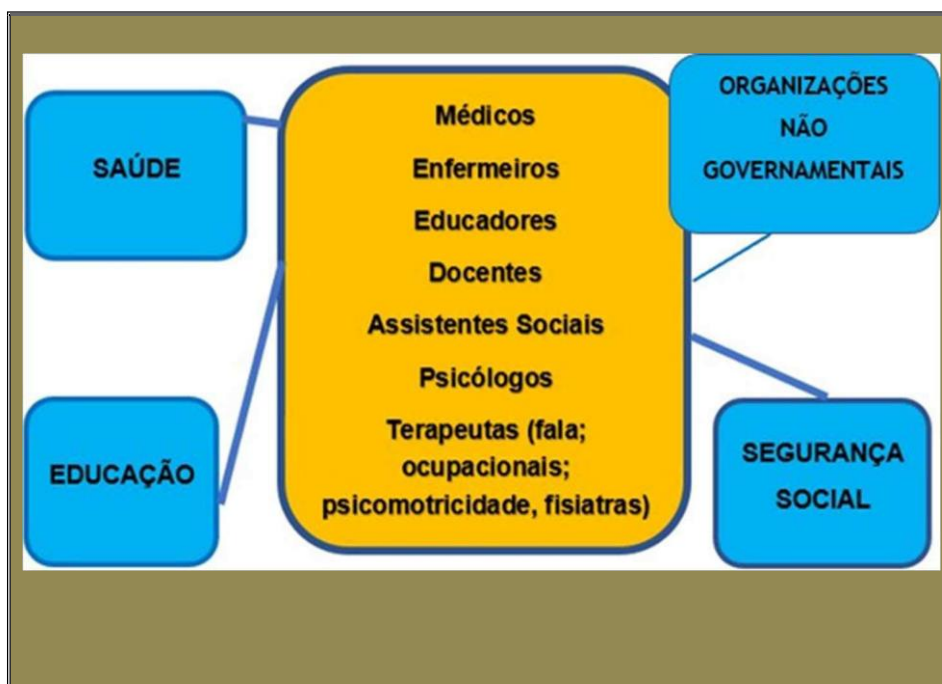 SAÚDE
EDUCAÇÃO
Médicos
Enfermeiros
Educadores
Docentes
Assistentes Sociais
Psicólogos
Terapeutas (fala;
ocupacionais;
psicomotricidade, fisiatras)
ORGANIZAÇÕES
NÃO
GOVERNAMENTAIS
SEGURANÇA
SOCIAL